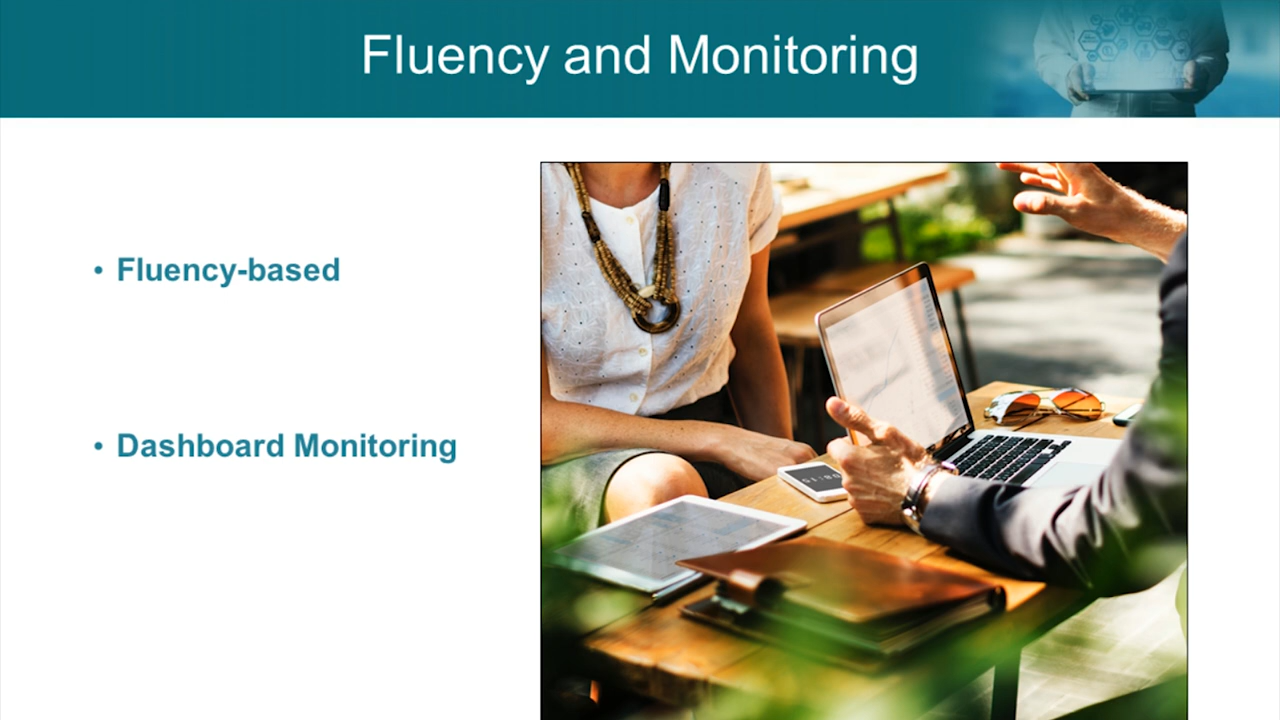 Fluency and Monitoring
• Fluency-based
• Dashboard Monitoring